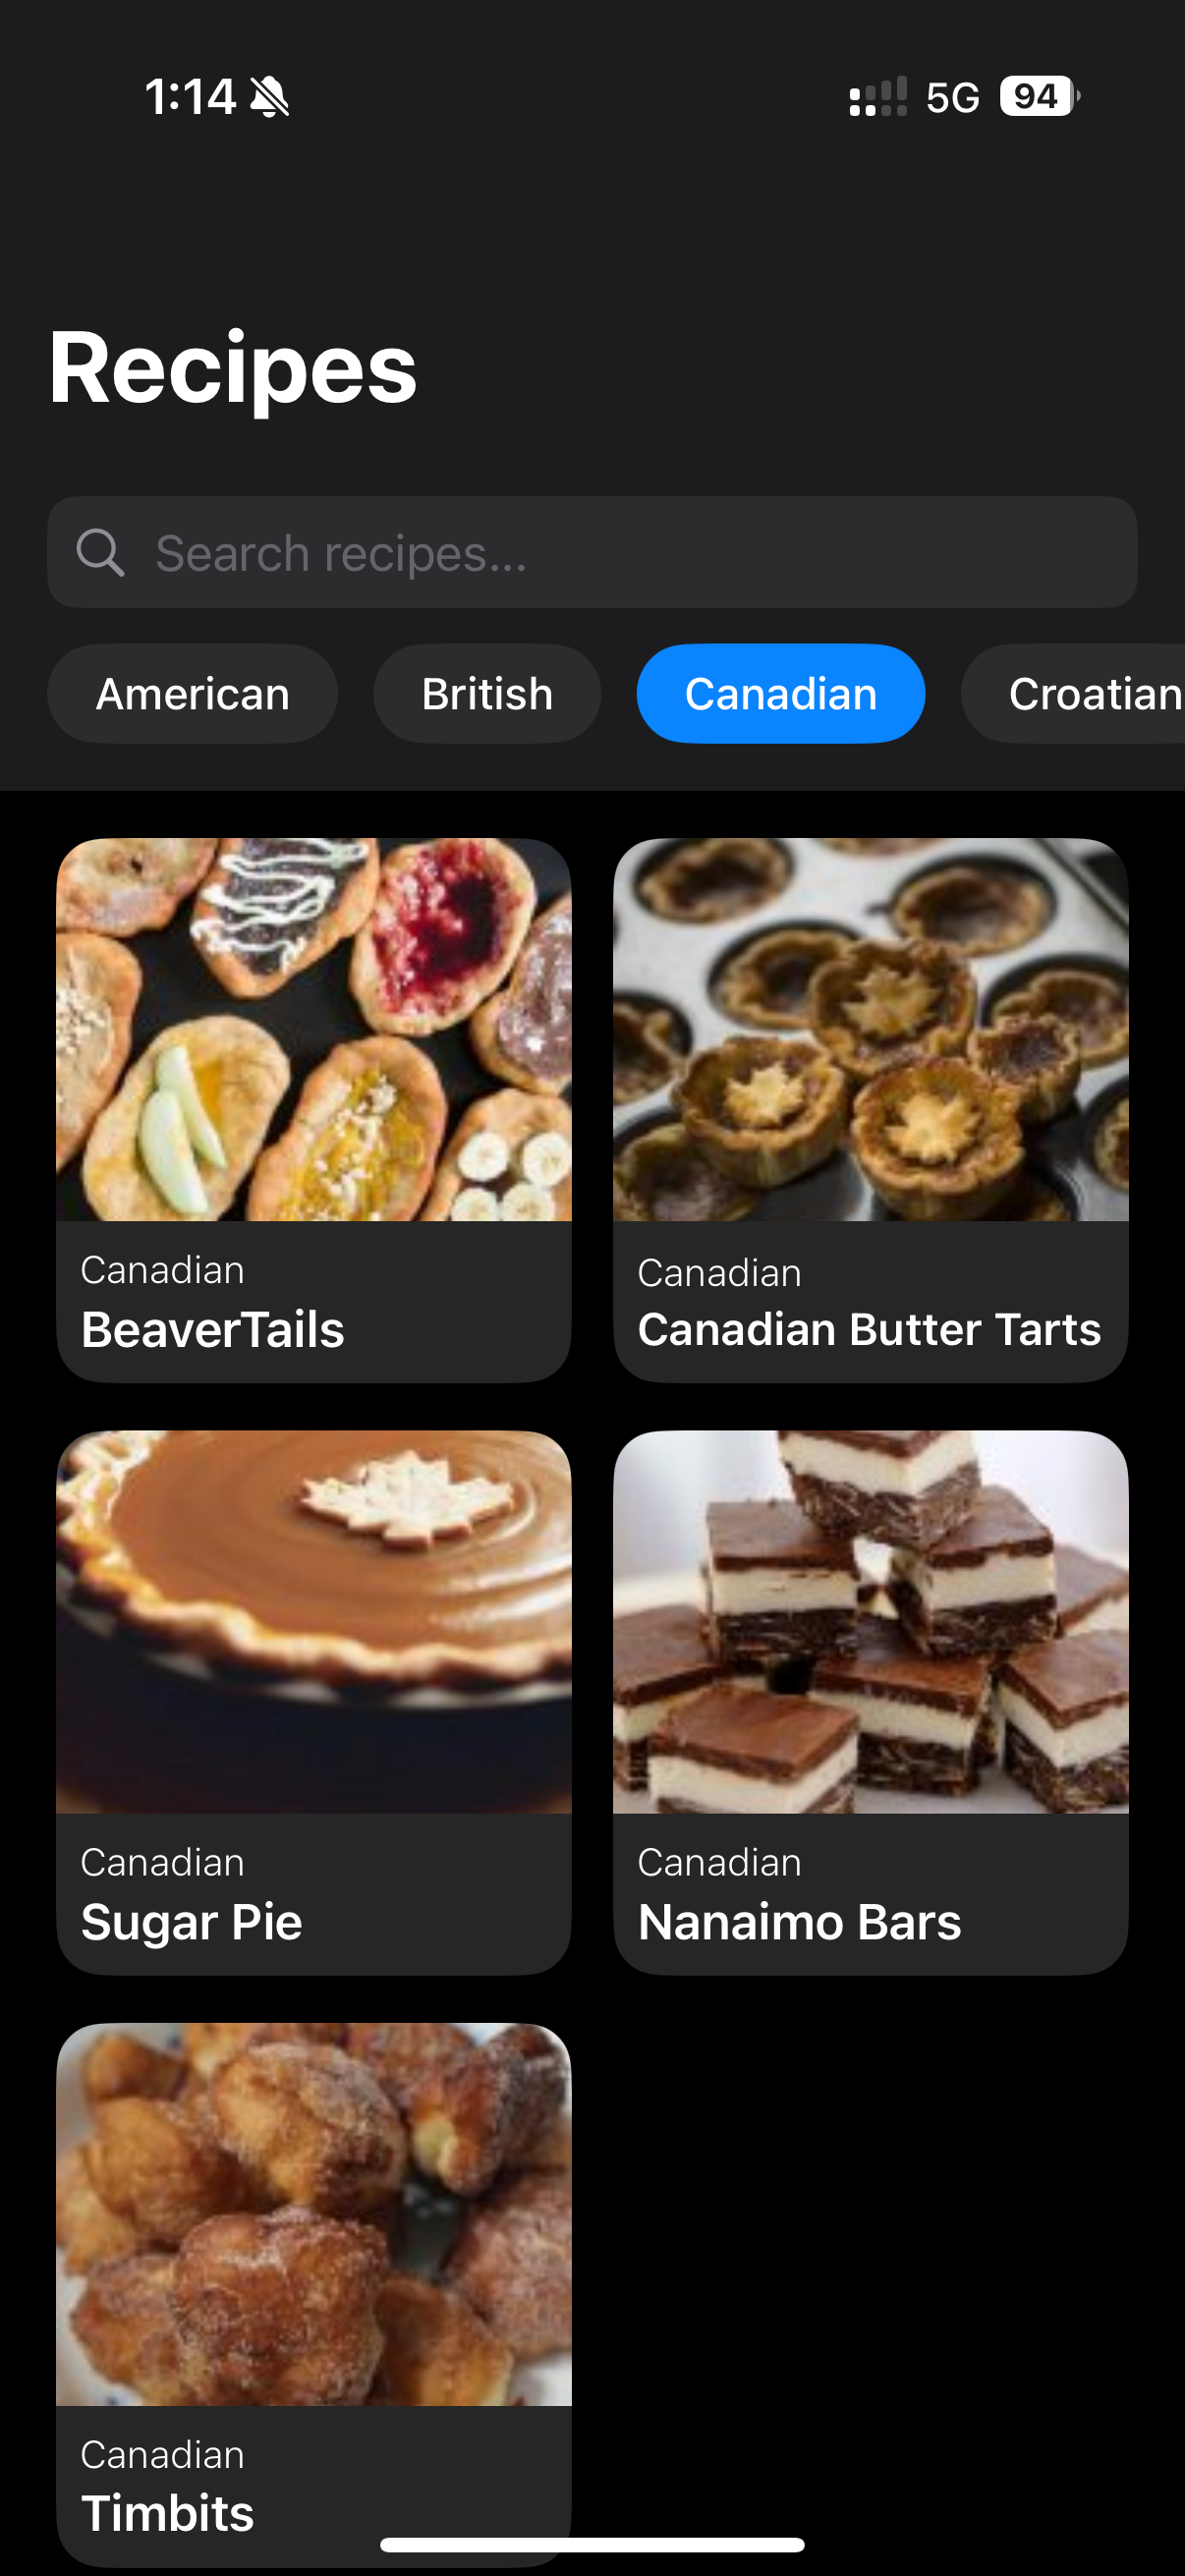 1:14
5G
94
Recipes
Search recipes...
American
British
Canadian
Croatian
Canadian
BeaverTails
Canadian
Canadian Butter Tarts
Canadian
Sugar Pie
Canadian
Nanaimo Bars
Canadian
Timbits